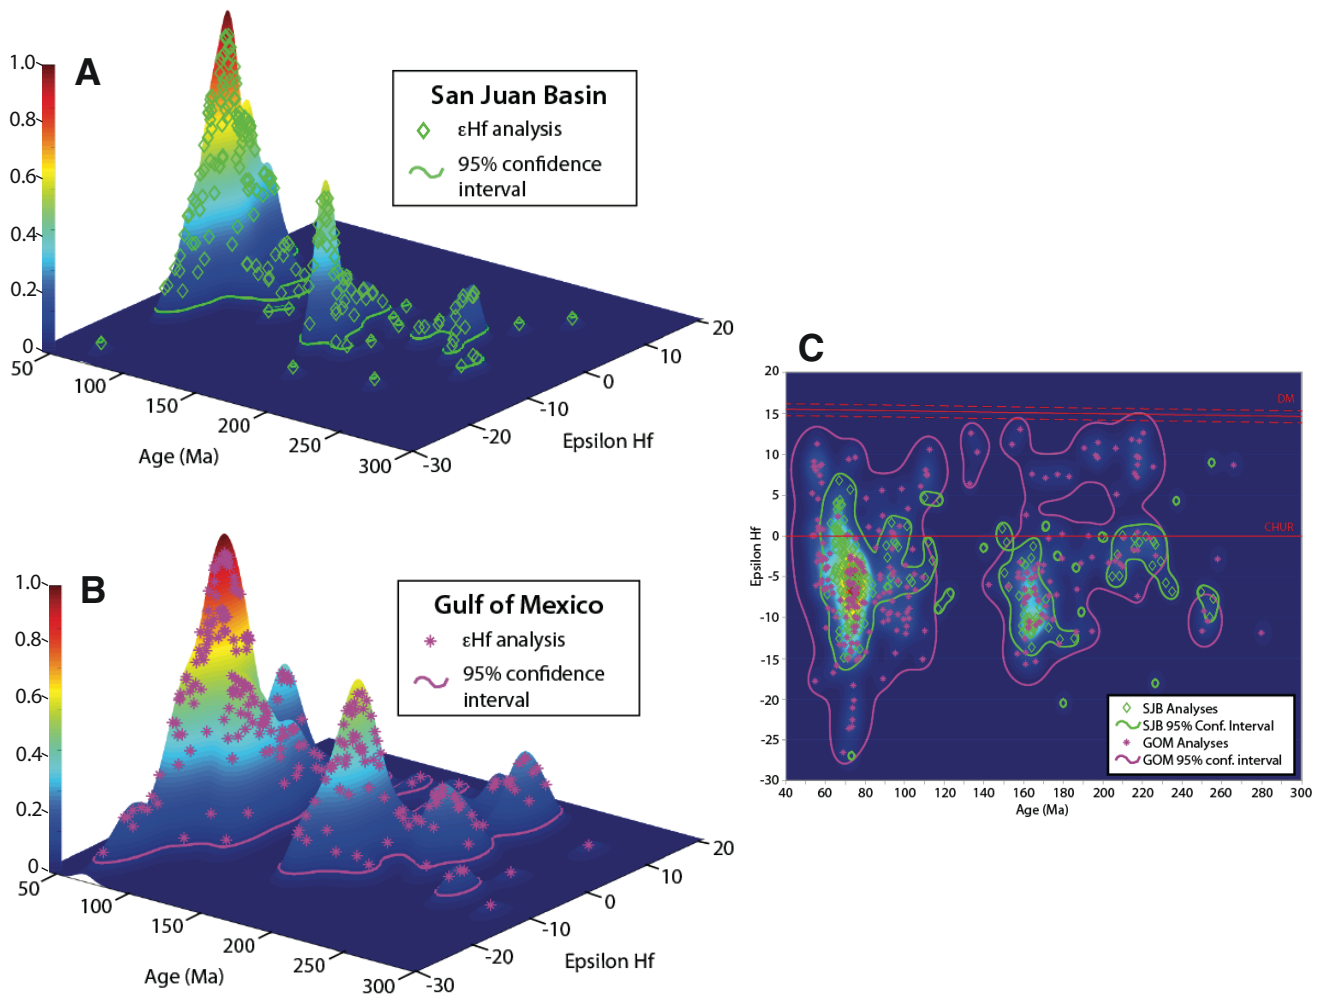 A
1.0
0.8
0.6
0.4
0.2
0
San Juan Basin
εHf analysis
95% confidence
interval
50
100
150
200
250
300
Age (Ma)
-30
-20
-10
0
10
20
Epsilon Hf
B
1.0
0.8
0.6
0.4
0.2
0
Gulf of Mexico
εHf analysis
95% confidence
interval
50
100
150
200
250
300
Age (Ma)
-30
-20
-10
0
10
20
Epsilon Hf
C
20
15
10
5
0
-5
-10
-15
-20
-25
-30
Epsilon Hf
DM
CHUR
SJB Analyses
SJB 95% Conf. Interval
GOM Analyses
GOM 95% conf. interval
40 60 80 100 120 140 160 180 200 220 240 260 280 300
Age (Ma)